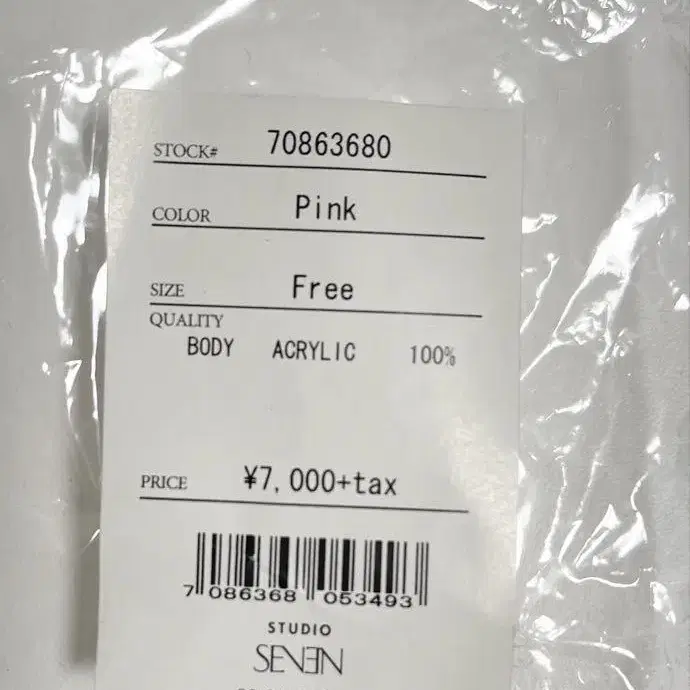 STOCK# 70863680
COLOR Pink
SIZE Free
QUALITY
BODY ACRYLIC 100%
PRICE ¥7,000+tax
7 086368 053493
STUDIO
SEVEN